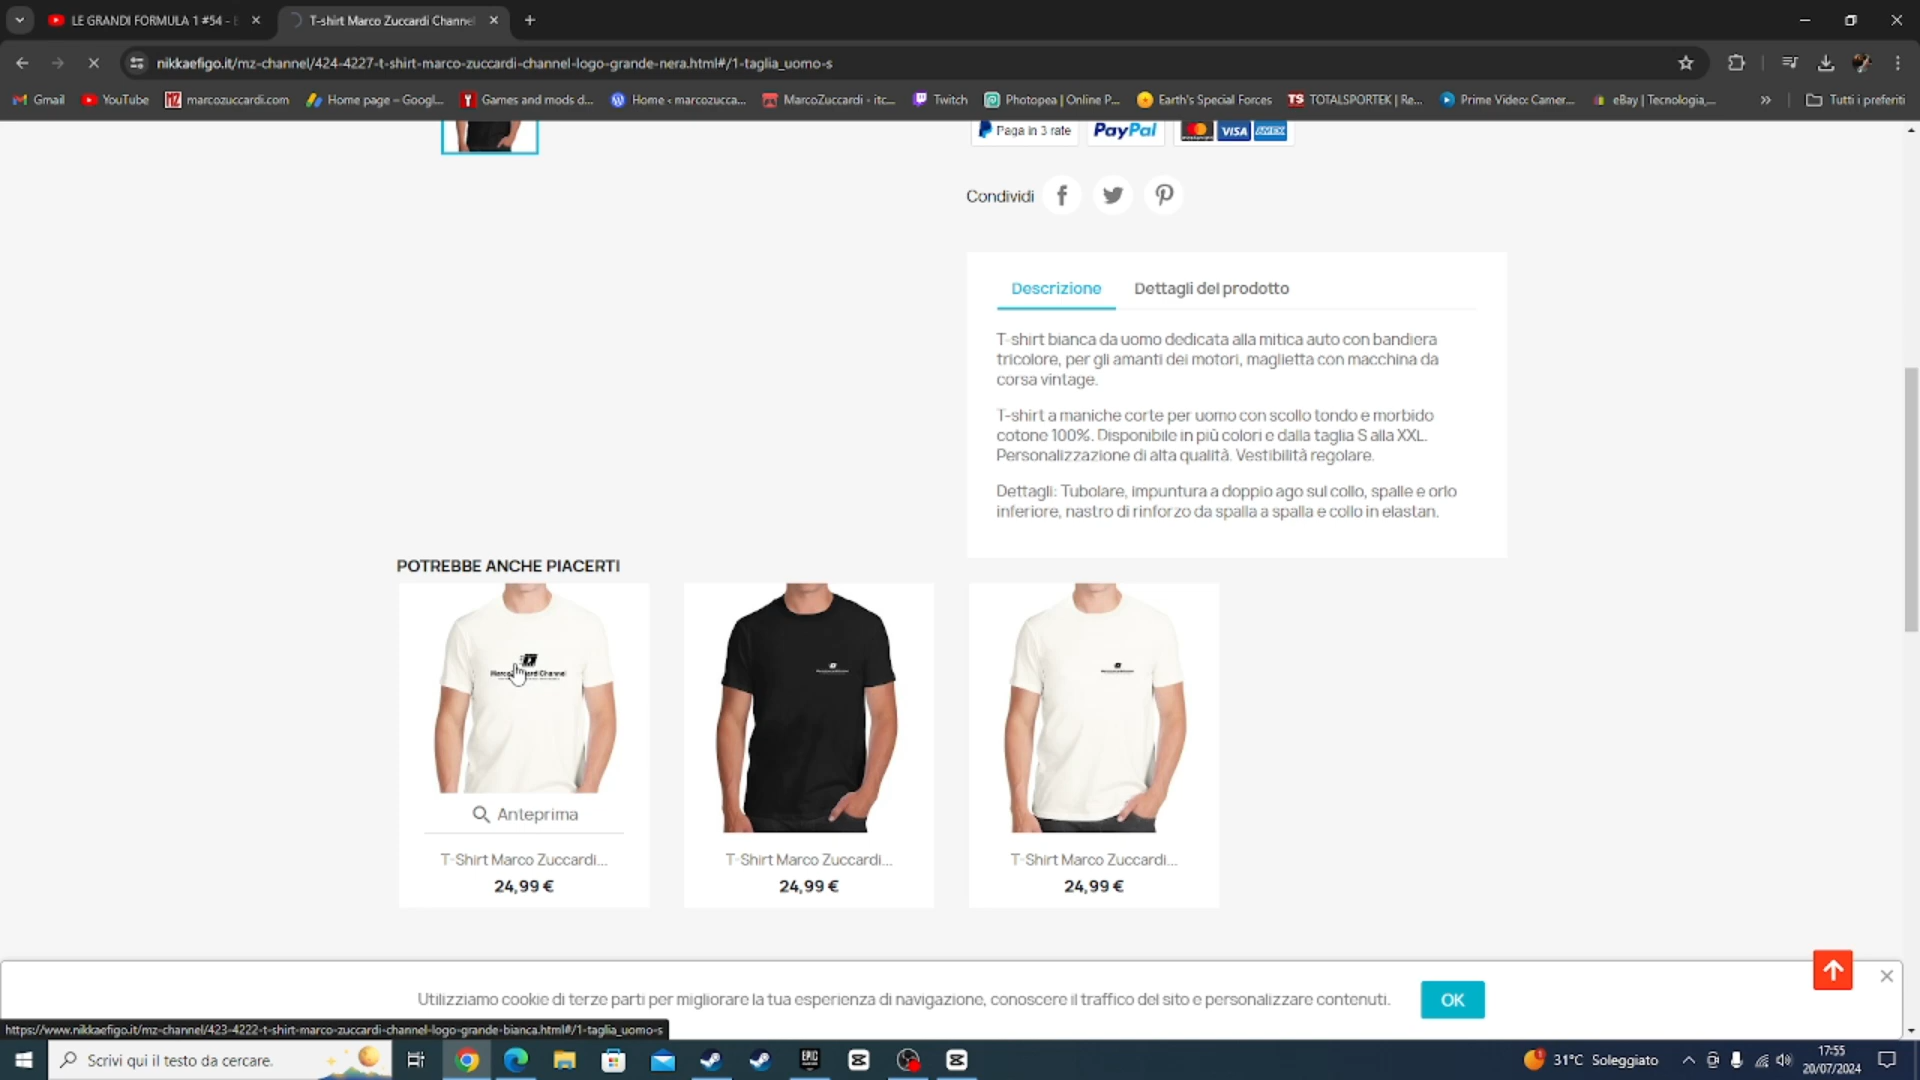 LE GRANDI FORMULA 1 #54 -
T-shirt Marco Zuccardi Channel
nikkaefigo.it/mz-channel/424-4227-t-shirt-marco-zuccardi-channel-logo-grande-nera.html#/1-taglia_uomo-s
Gmail
YouTube
marcozuccardi.com
Home page – Googl...
Games and mods d...
Home ‹ marcozucca...
MarcoZuccardi - itc...
Twitch
Photopea | Online P...
Earth's Special Forces
TS TOTALSPORTEK | Re...
Prime Video: Camer...
eBay | Tecnologia,...
»
Tutti i preferiti
Paga in 3 rate
PayPal
VISA
AMEX
Condividi
Descrizione
Dettagli del prodotto
T-shirt bianca da uomo dedicata alla mitica auto con bandiera
tricolore, per gli amanti dei motori, maglietta con macchina da
corsa vintage.
T-shirt a maniche corte per uomo con scollo tondo e morbido
cotone 100%. Disponibile in più colori e dalla taglia S alla XXL.
Personalizzazione di alta qualità. Vestibilità regolare.
Dettagli: Tubolare, impuntura a doppio ago sul collo, spalle e orlo
inferiore, nastro di rinforzo da spalla a spalla e collo in elastan.
POTREBBE ANCHE PIACERTI
Anteprima
T-Shirt Marco Zuccardi...
24,99 €
T-Shirt Marco Zuccardi...
24,99 €
T-Shirt Marco Zuccardi...
24,99 €
Utilizziamo cookie di terze parti per migliorare la tua esperienza di navigazione, conoscere il traffico del sito e personalizzare contenuti.
OK
https://www.nikkaefigo.it/mz-channel/423-4222-t-shirt-marco-zuccardi-channel-logo-grande-bianca.html#/1-taglia_uomo-s
Scrivi qui il testo da cercare.
EPIC
31°C Soleggiato
17:55
20/07/2024